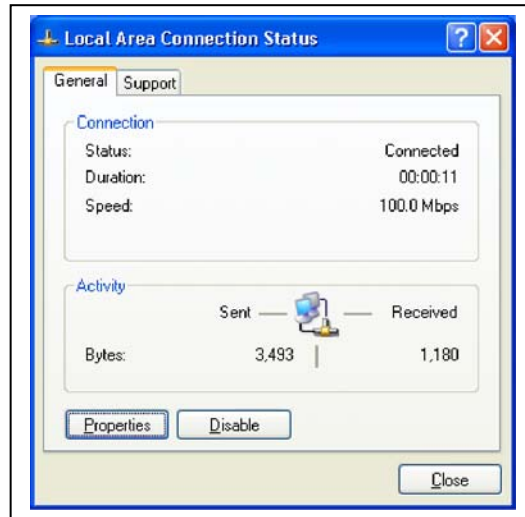 Local Area Connection Status
General Support
Connection
Status: Connected
Duration: 00:00:11
Speed: 100.0 Mbps
Activity
Sent — — Received
Bytes: 3,493 1,180
Properties Disable
Close